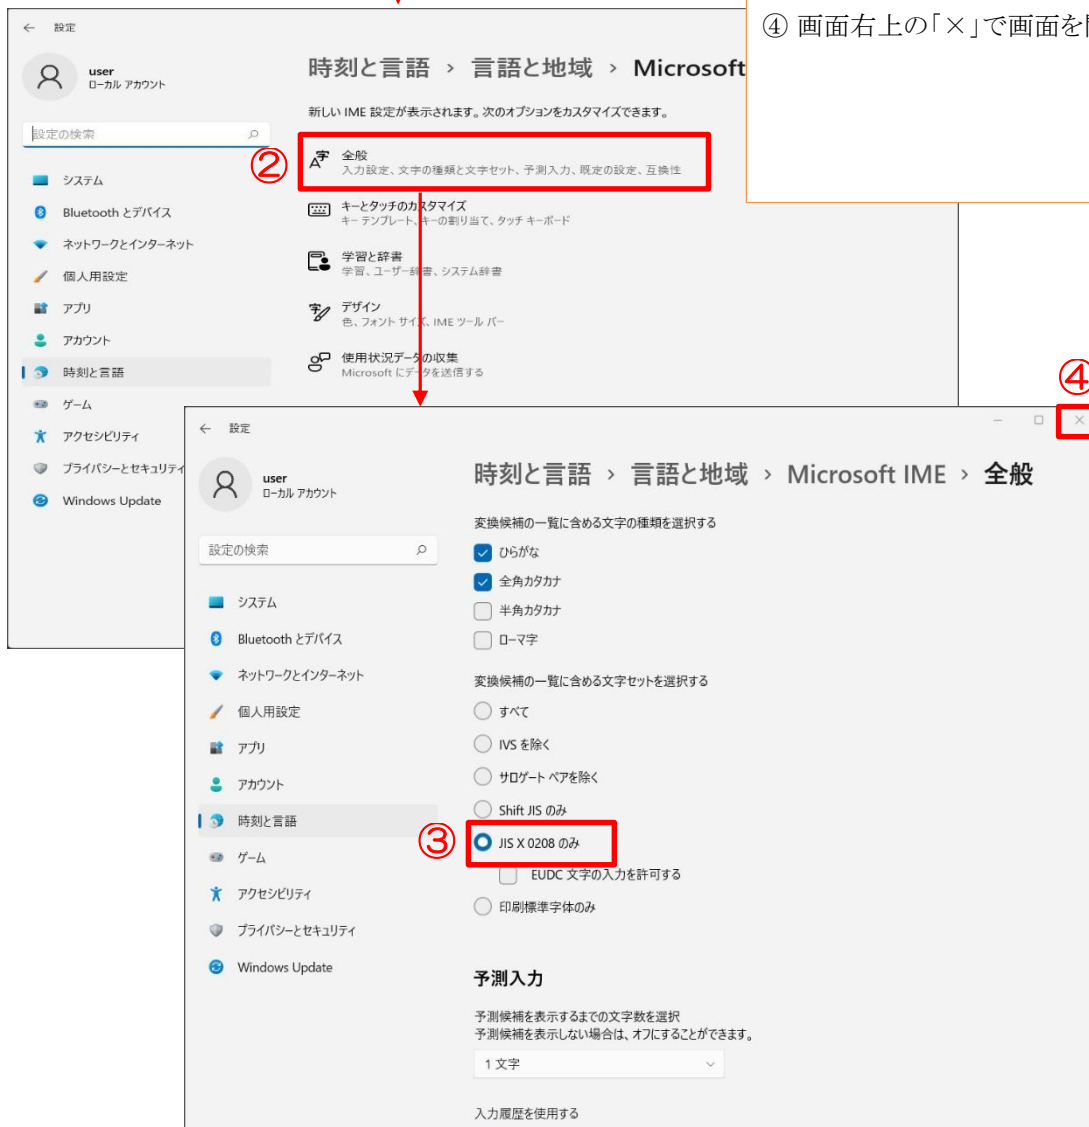 ④ 画面右上の「×」で画面を
← 設定
user
ローカル アカウント
設定の検索
システム
Bluetooth とデバイス
ネットワークとインターネット
個人用設定
アプリ
アカウント
時刻と言語
ゲーム
アクセシビリティ
プライバシーとセキュリティ
Windows Update
時刻と言語 › 言語と地域 › Microsoft
新しい IME 設定が表示されます。次のオプションをカスタマイズできます。
②
全般
入力設定、文字の種類と文字セット、予測入力、既定の設定、互換性
キーとタッチのカスタマイズ
キー テンプレート、キーの割り当て、タッチ キーボード
学習と辞書
学習、ユーザー辞書、システム辞書
デザイン
色、フォント サイズ、IME ツール バー
使用状況データの収集
Microsoft にデータを送信する
④
← 設定
user
ローカル アカウント
設定の検索
システム
Bluetooth とデバイス
ネットワークとインターネット
個人用設定
アプリ
アカウント
時刻と言語
ゲーム
アクセシビリティ
プライバシーとセキュリティ
Windows Update
時刻と言語 › 言語と地域 › Microsoft IME › 全般
変換候補の一覧に含める文字の種類を選択する
ひらがな
全角カタカナ
半角カタカナ
ローマ字
変換候補の一覧に含める文字セットを選択する
すべて
IVS を除く
サロゲート ペアを除く
Shift JIS のみ
③
JIS X 0208 のみ
EUDC 文字の入力を許可する
印刷標準字体のみ
予測入力
予測候補を表示するまでの文字数を選択
予測候補を表示しない場合は、オフにすることができます。
1 文字
入力履歴を使用する